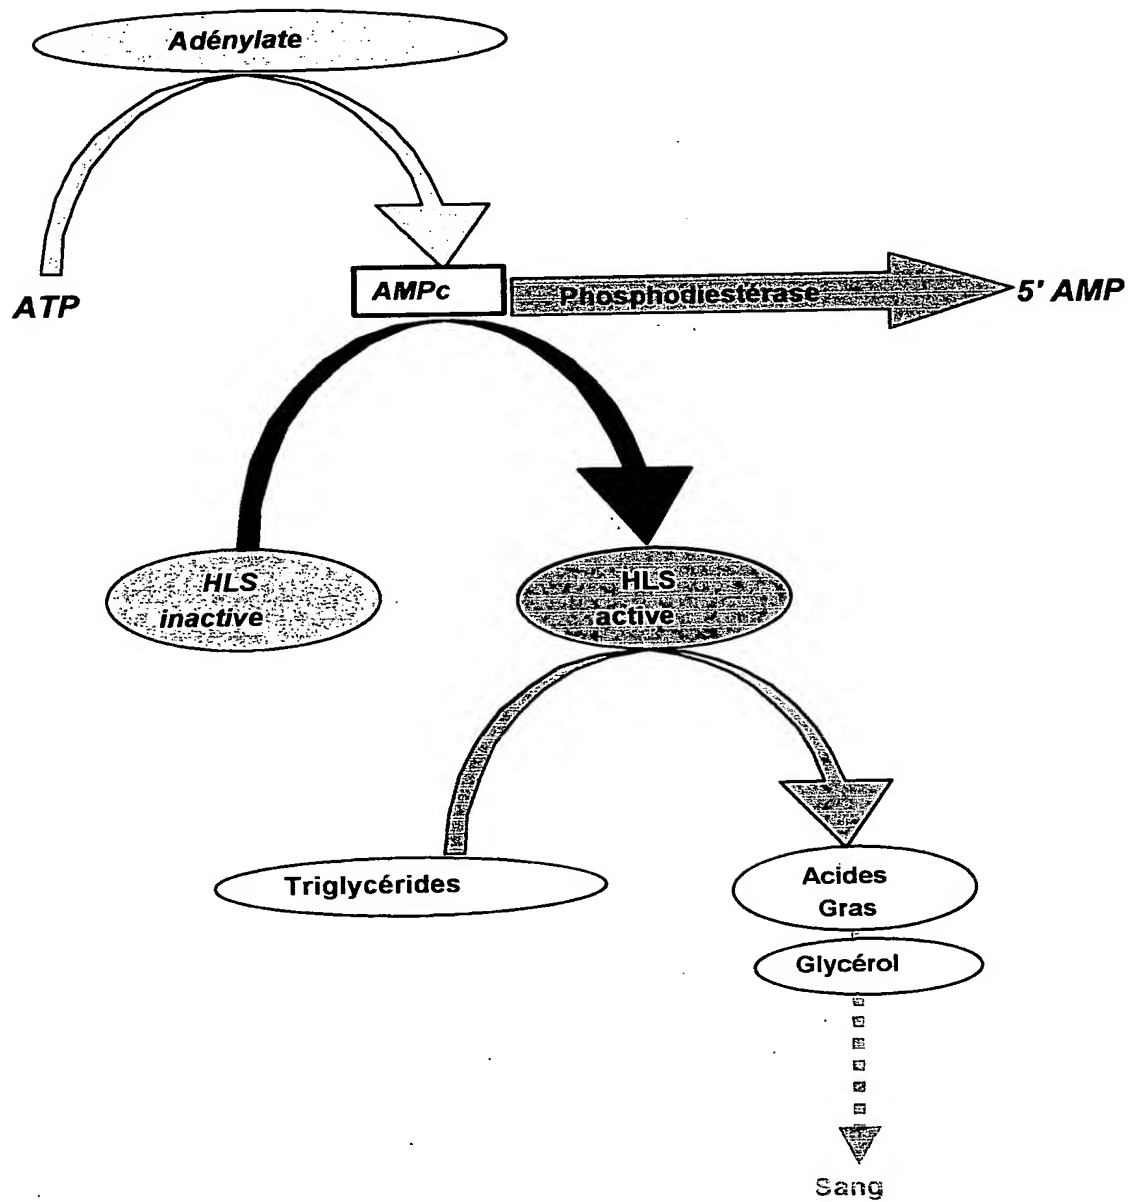 Adénylate
ATP
AMPc
Phosphodiestérase
5' AMP
HLS
inactive
HLS
active
Triglycérides
Acides
Gras
Glycérol
Sang